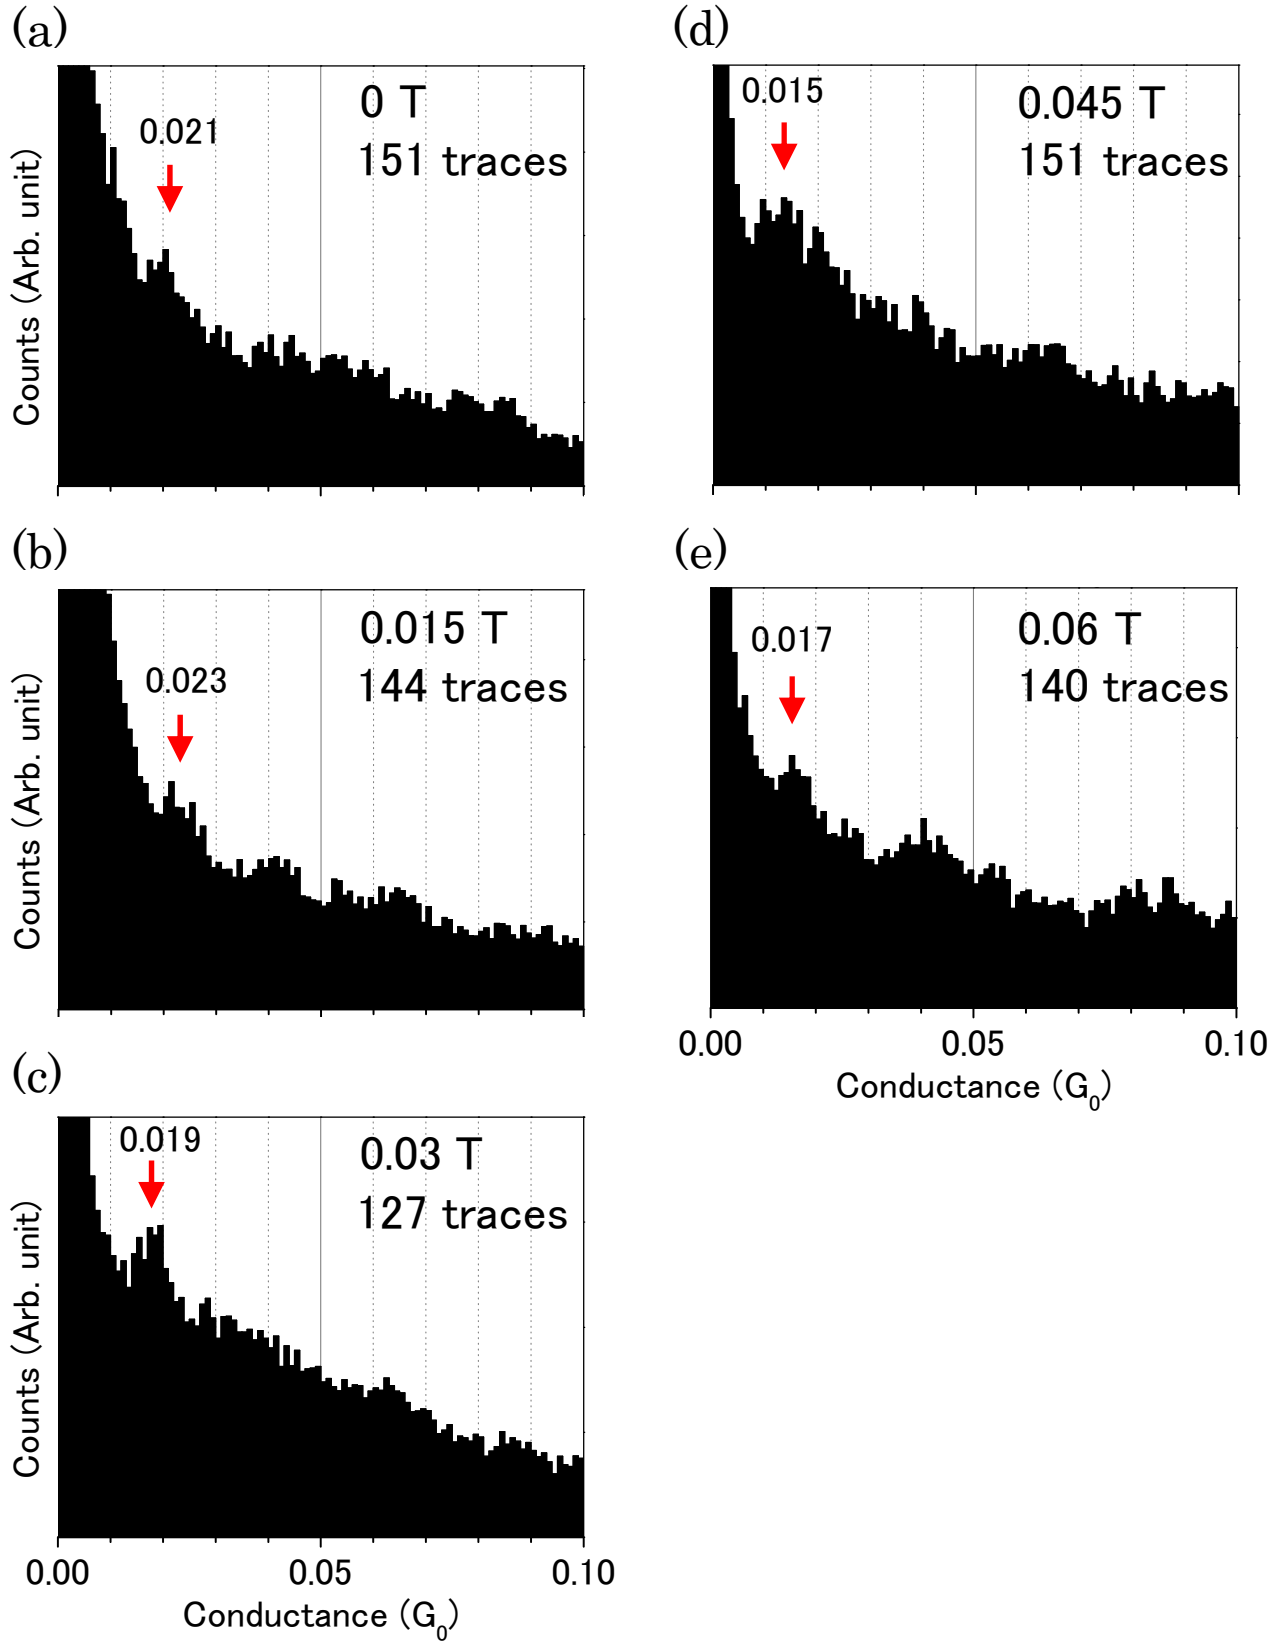 (a)
0 T
151 traces
0.021
Counts (Arb. unit)
(b)
0.015 T
144 traces
0.023
Counts (Arb. unit)
(c)
0.03 T
127 traces
0.019
Counts (Arb. unit)
0.00 0.05 0.10
Conductance (G₀)
(d)
0.045 T
151 traces
0.015
(e)
0.06 T
140 traces
0.017
0.00 0.05 0.10
Conductance (G₀)